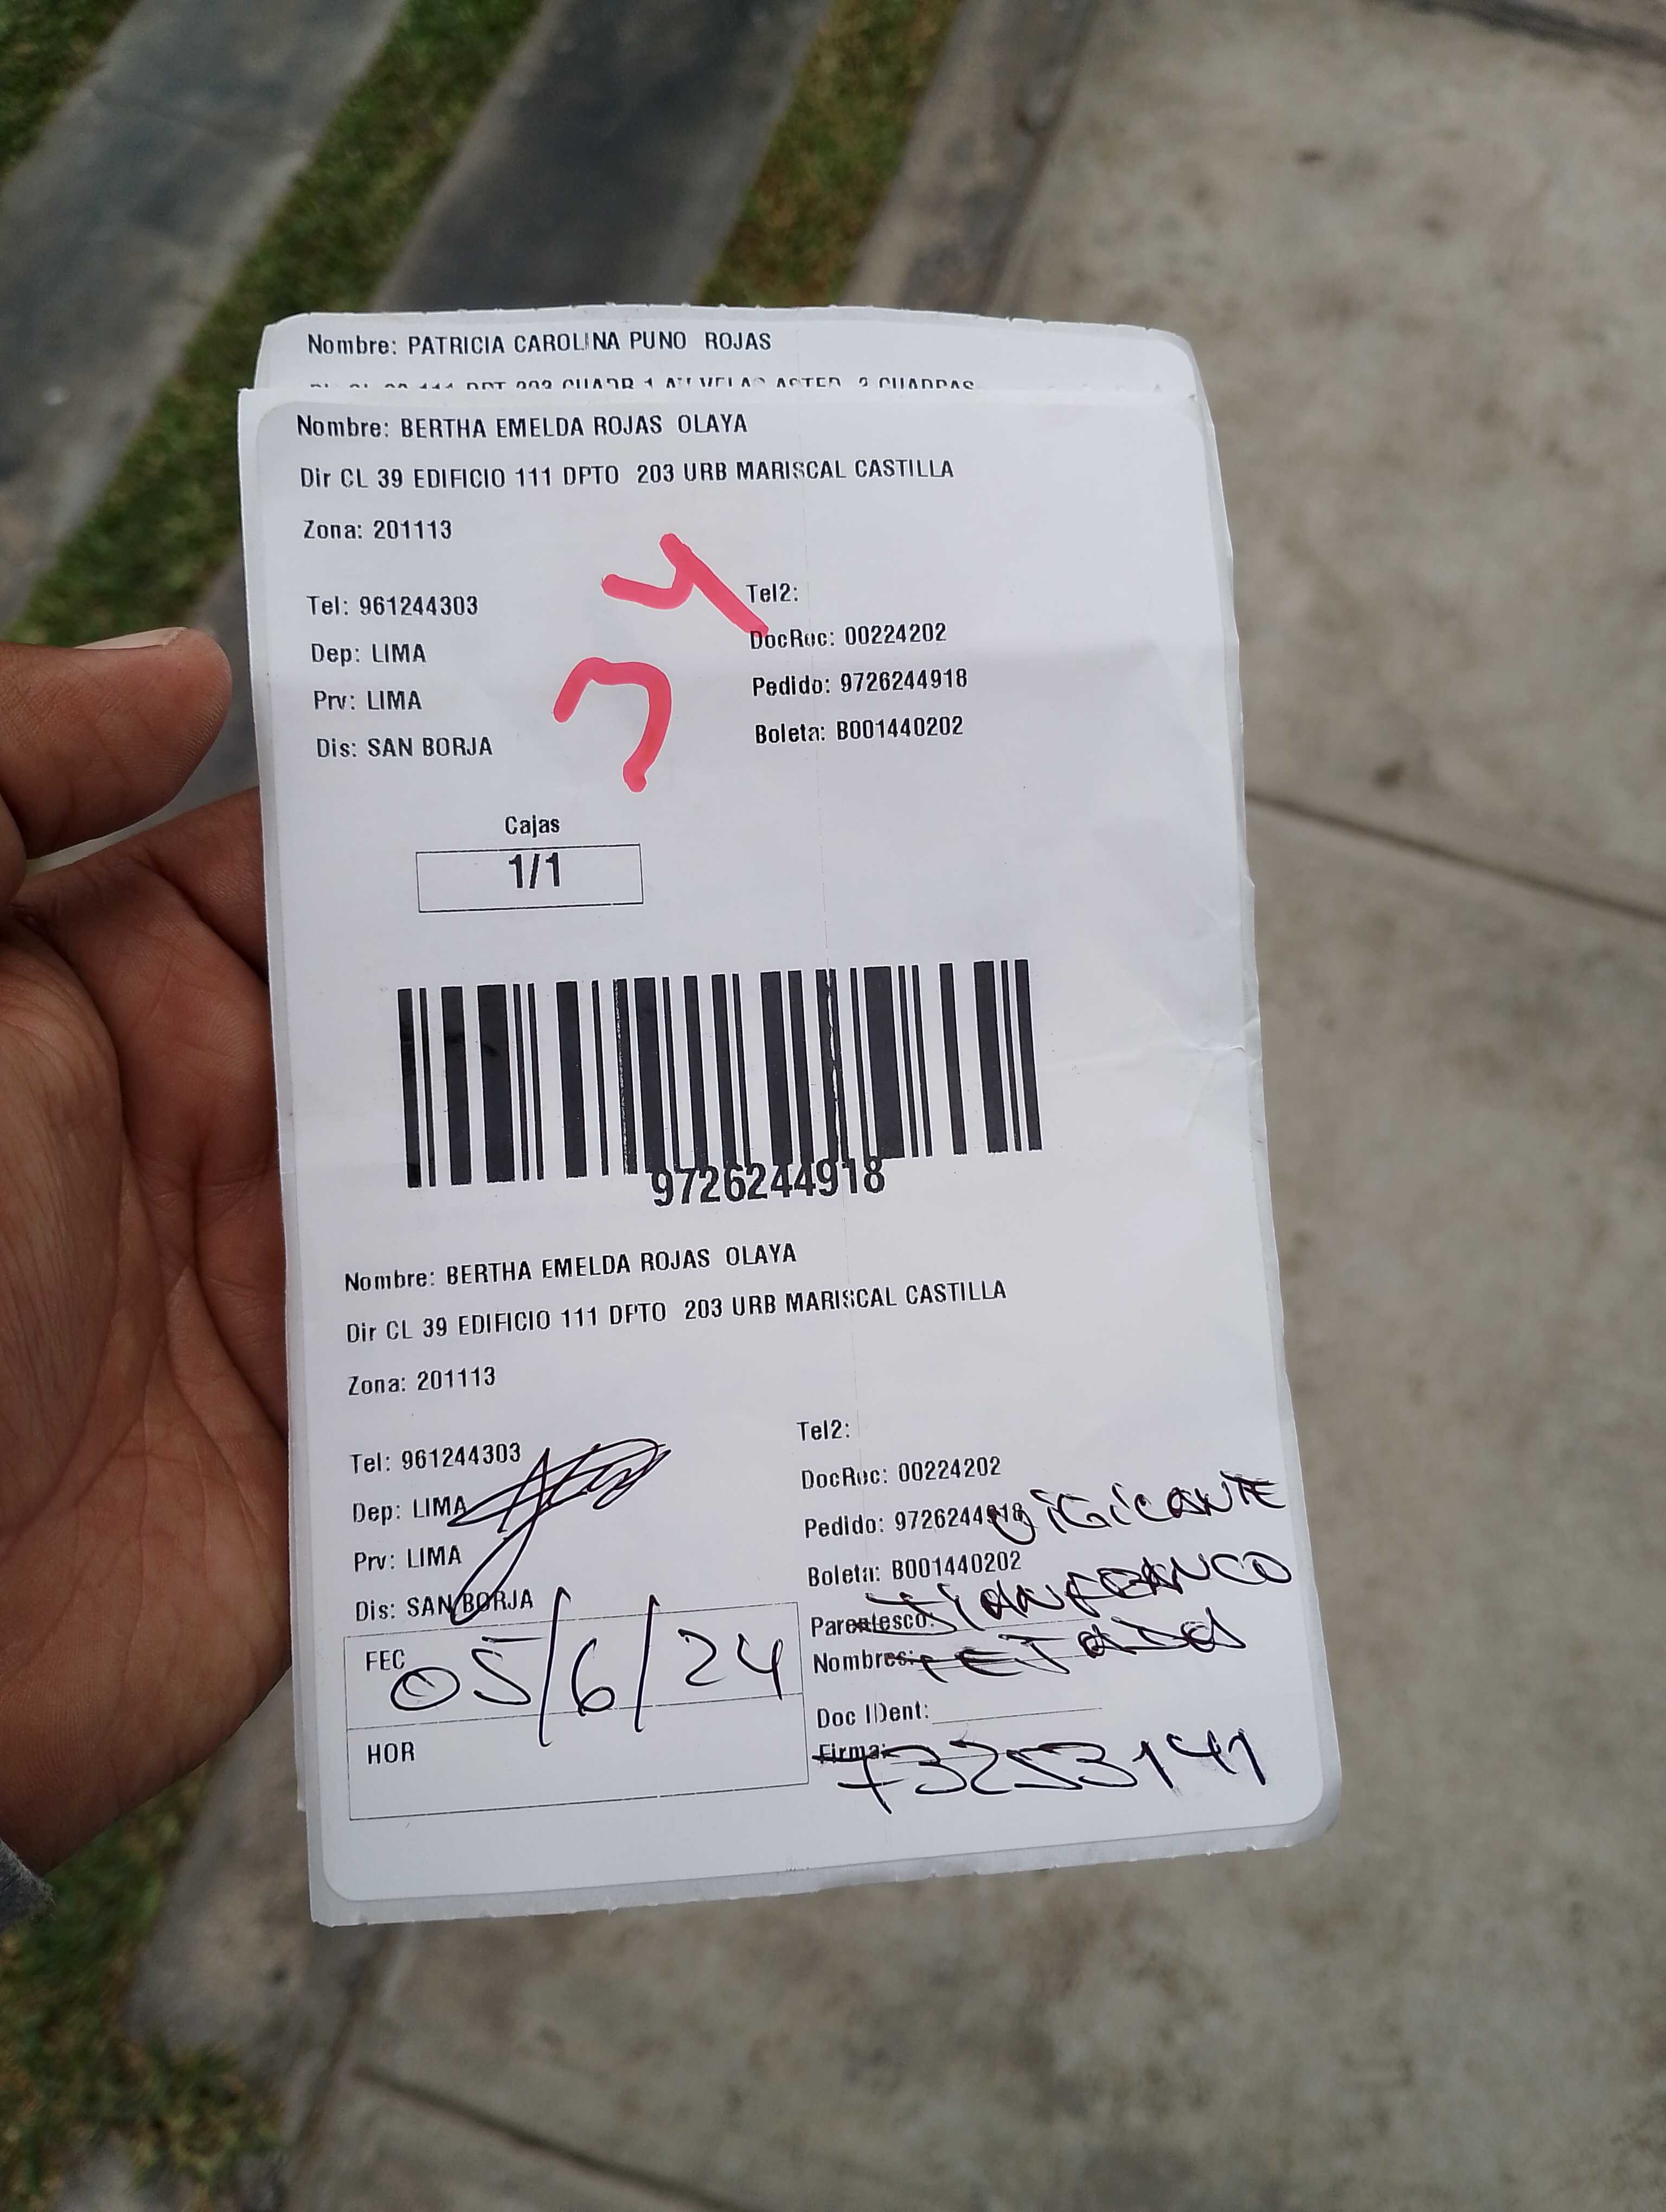 Nombre: PATRICIA CAROLINA PUNO ROJAS
Nombre: BERTHA EMELDA ROJAS OLAYA
Dir CL 39 EDIFICIO 111 DPTO 203 URB MARISCAL CASTILLA
Zona: 201113
Tel: 961244303
Dep: LIMA
Prv: LIMA
Dis: SAN BORJA
Tel2:
DocRec: 00224202
Pedido: 9726244918
Boleta: B001440202
Cajas
1/1
9726244918
Nombre: BERTHA EMELDA ROJAS OLAYA
Dir CL 39 EDIFICIO 111 DPTO 203 URB MARISCAL CASTILLA
Zona: 201113
Tel: 961244303
Dep: LIMA
Prv: LIMA
Dis: SAN BORJA
Tel2:
DocRec: 00224202
Pedido: 9726244918 VIGILANTE
Boleta: B001440202
Parentesco: GIANFRANCO
Nombres: TEJADA
Doc IDent:
Firma: 73253141
FEC 05/6/24
HOR